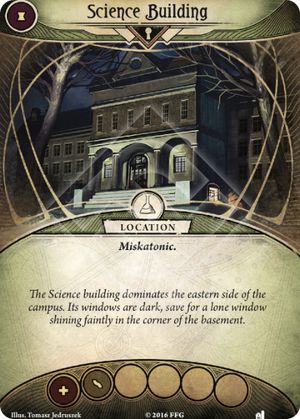 Science Building
LOCATION
Miskatonic.
The Science building dominates the eastern side of the
campus. Its windows are dark, save for a lone window
shining faintly in the corner of the basement.
Illus. Tomasz Jedruszek
© 2016 FFG